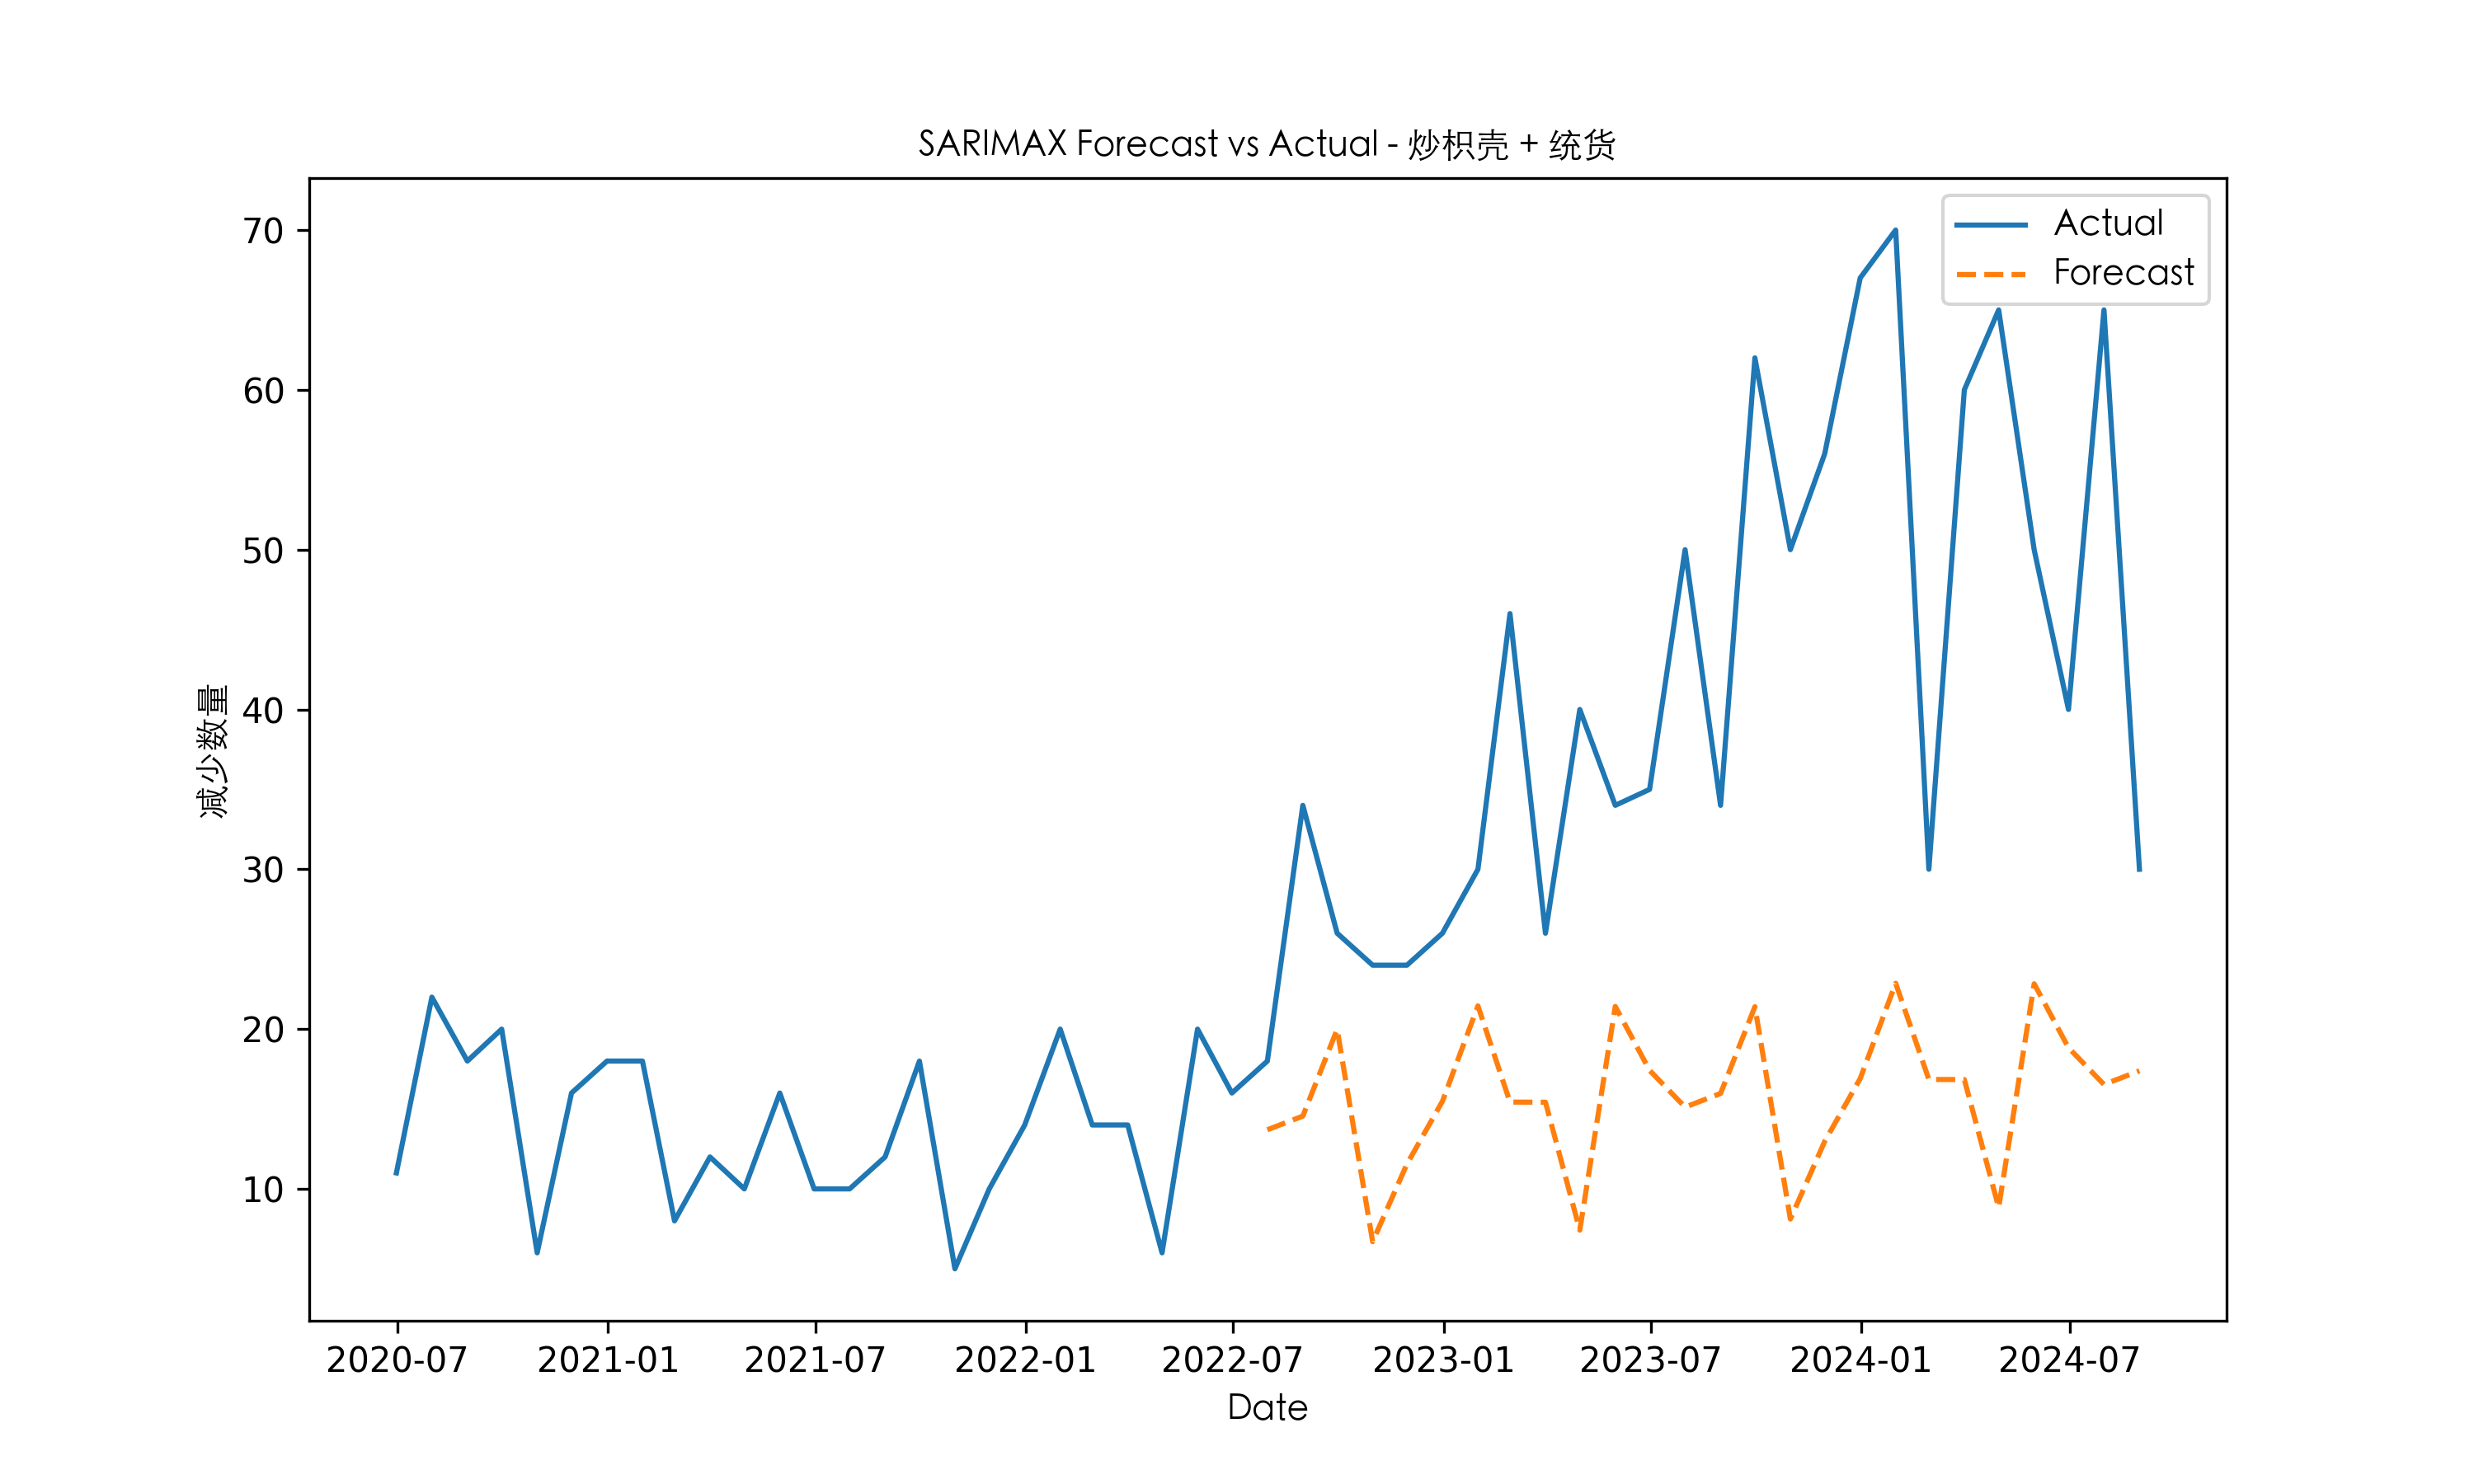 SARIMAX Forecast vs Actual - 炒枳壳 + 统货
Actual
Forecast
70
60
50
40
30
20
10
减少数量
2020-07 2021-01 2021-07 2022-01 2022-07 2023-01 2023-07 2024-01 2024-07
Date